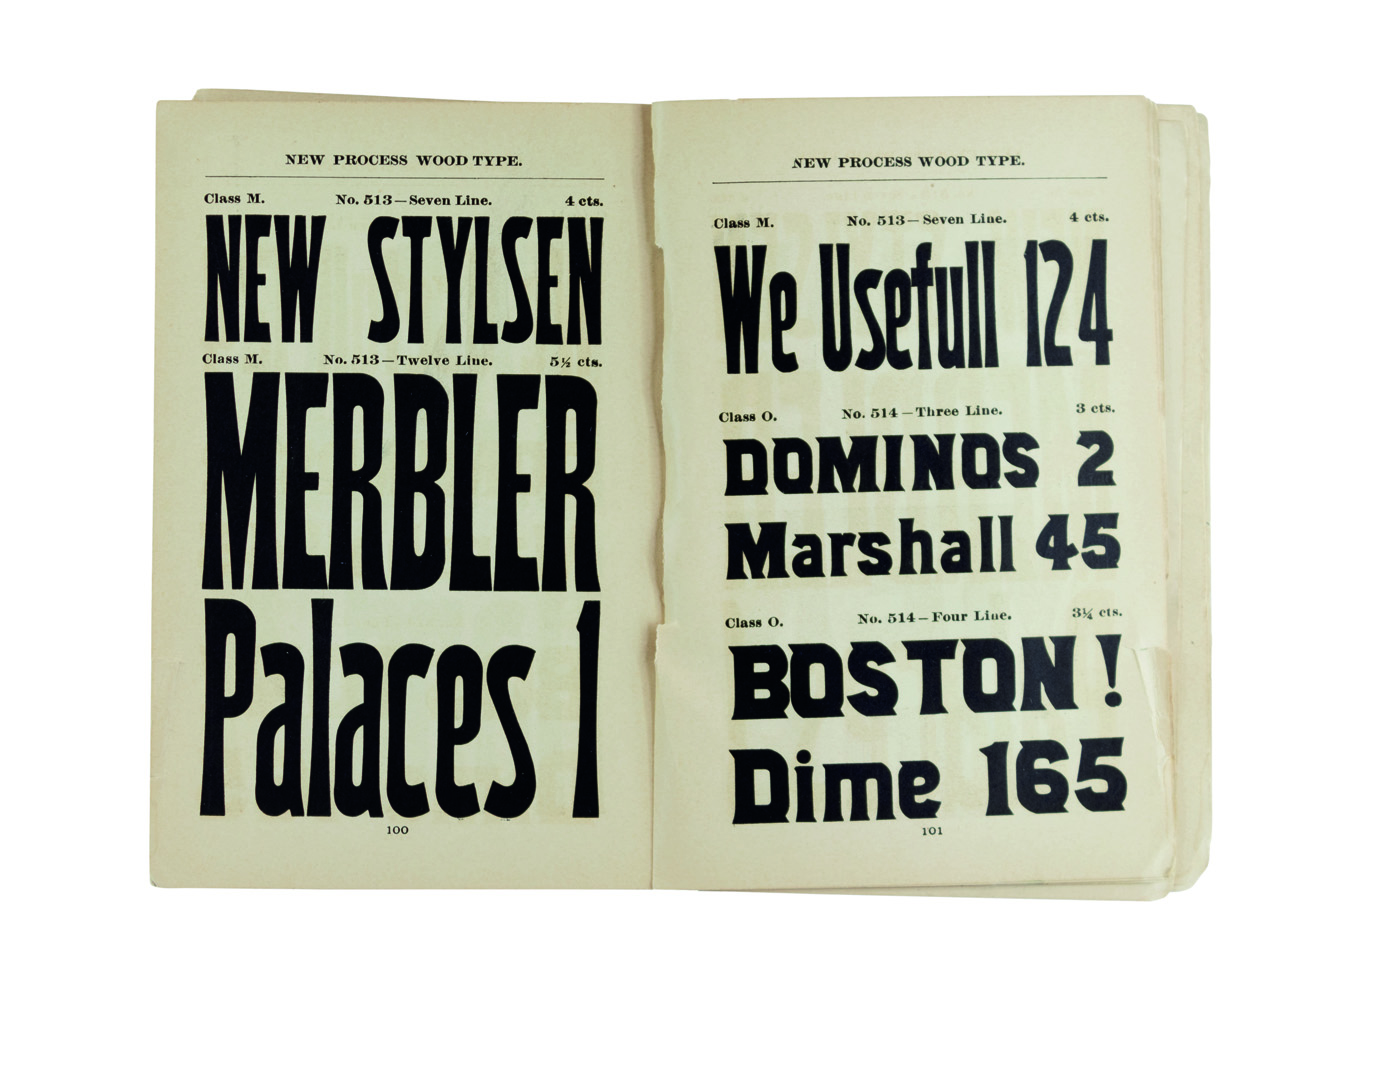 NEW PROCESS WOOD TYPE.
Class M. No. 513—Seven Line. 4 cts.
NEW STYLSEN
Class M. No. 513—Twelve Line. 5½ cts.
MERBLER
Palaces 1
100
NEW PROCESS WOOD TYPE.
Class M. No. 513—Seven Line. 4 cts.
We Usefull 124
Class O. No. 514—Three Line. 3 cts.
DOMINOS 2
Marshall 45
Class O. No. 514—Four Line. 3¼ cts.
BOSTON!
Dime 165
101